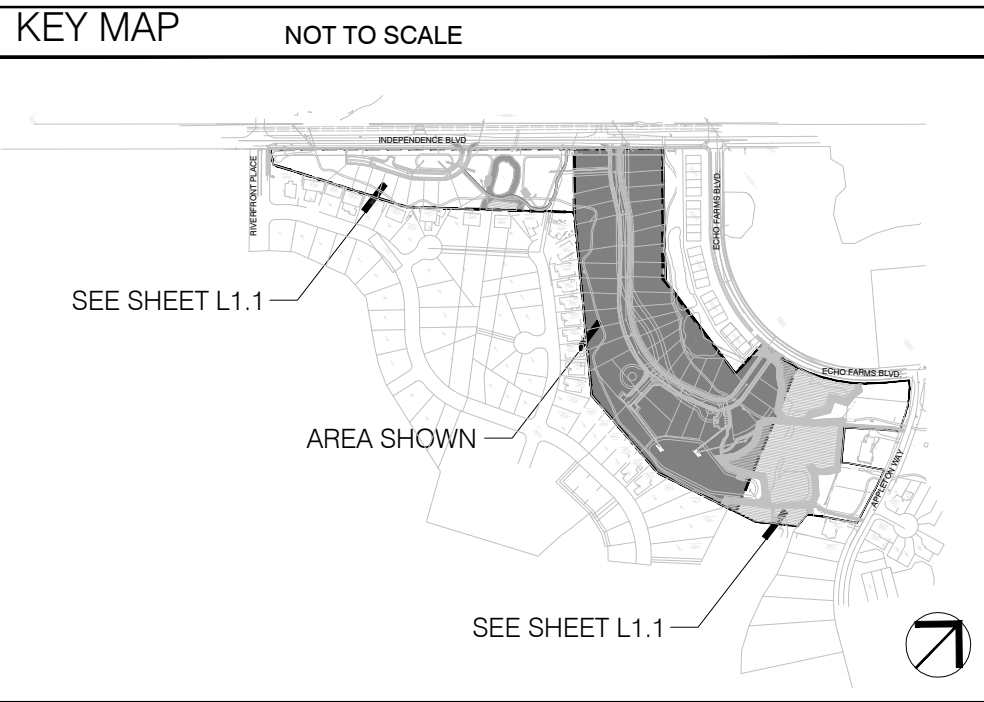 KEY MAP
NOT TO SCALE
INDEPENDENCE BLVD
RIVERFRONT PLACE
ECHO FARMS BLVD.
SEE SHEET L1.1
ECHO FARMS BLVD.
AREA SHOWN
APPLETON WAY
SEE SHEET L1.1